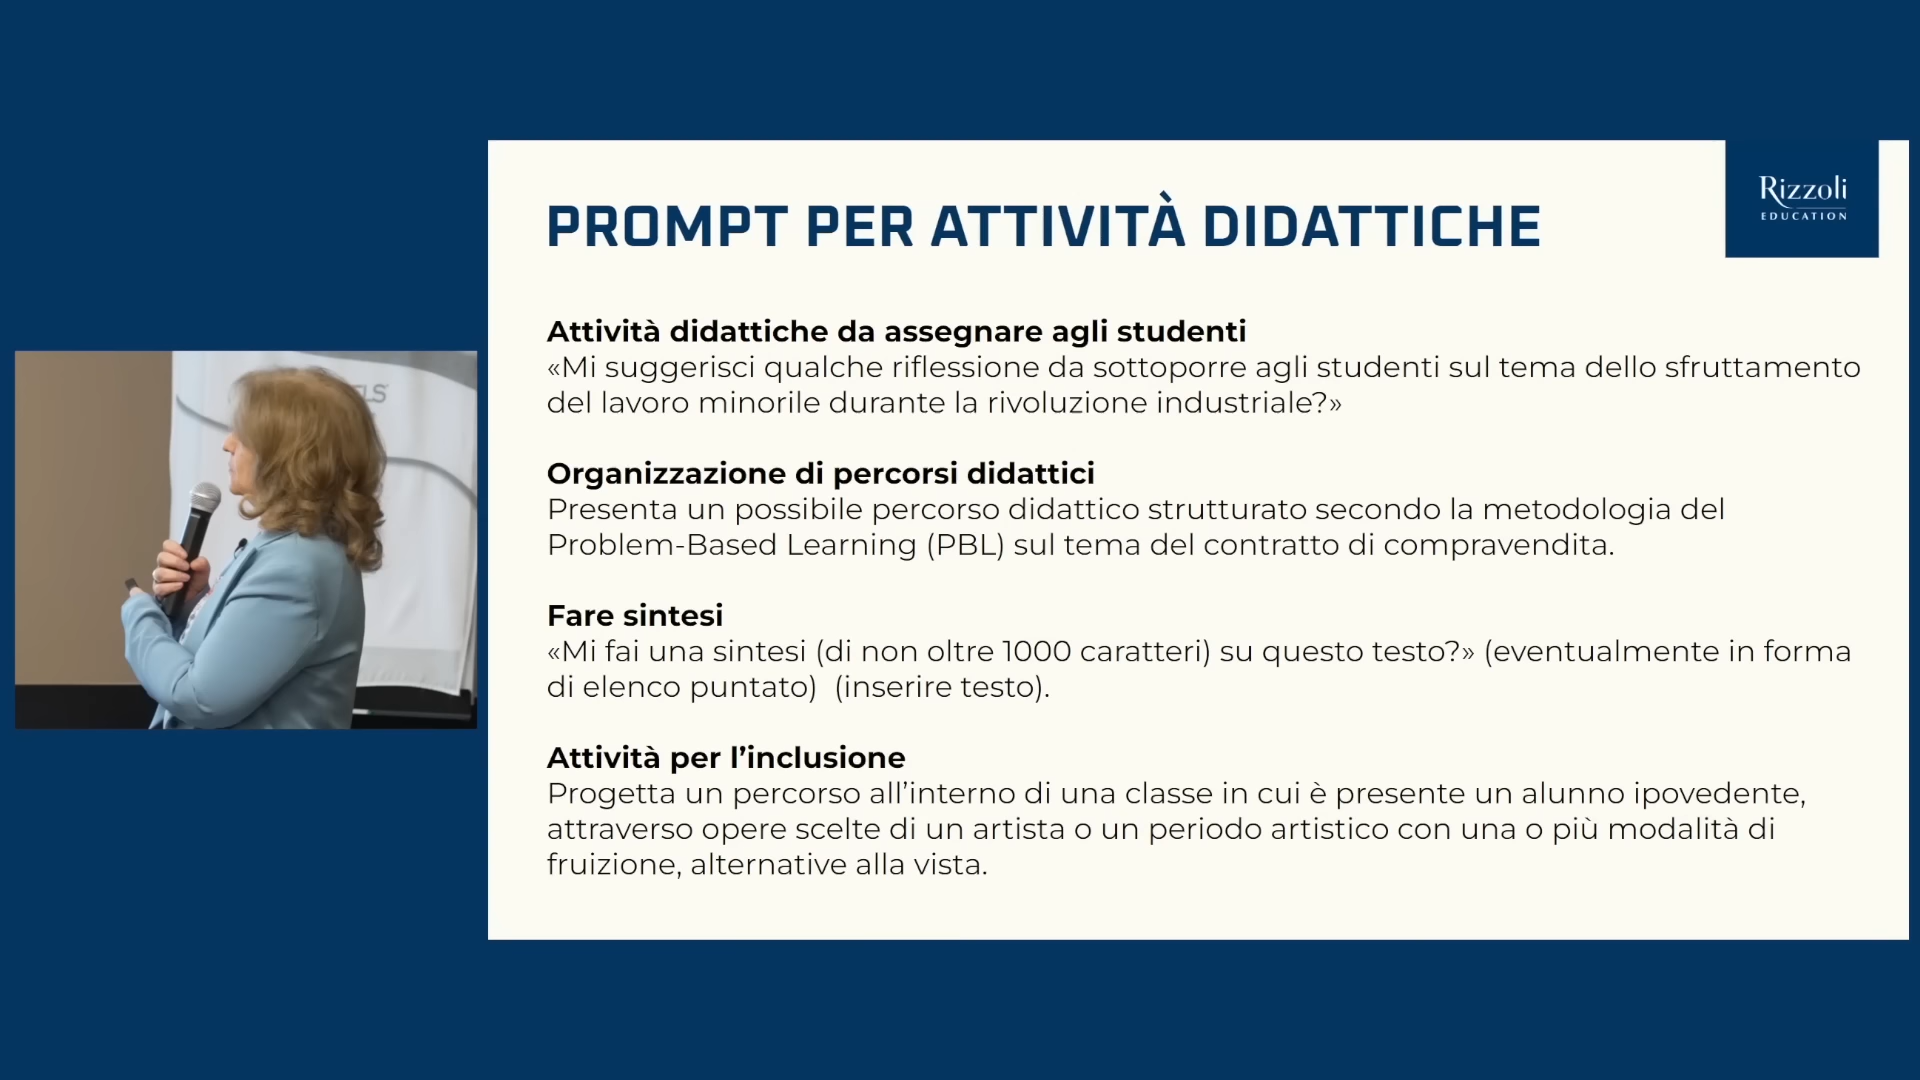 Rizzoli
EDUCATION
PROMPT PER ATTIVITÀ DIDATTICHE
Attività didattiche da assegnare agli studenti
«Mi suggerisci qualche riflessione da sottoporre agli studenti sul tema dello sfruttamento
del lavoro minorile durante la rivoluzione industriale?»
Organizzazione di percorsi didattici
Presenta un possibile percorso didattico strutturato secondo la metodologia del
Problem-Based Learning (PBL) sul tema del contratto di compravendita.
Fare sintesi
«Mi fai una sintesi (di non oltre 1000 caratteri) su questo testo?» (eventualmente in forma
di elenco puntato)  (inserire testo).
Attività per l’inclusione
Progetta un percorso all’interno di una classe in cui è presente un alunno ipovedente,
attraverso opere scelte di un artista o un periodo artistico con una o più modalità di
fruizione, alternative alla vista.